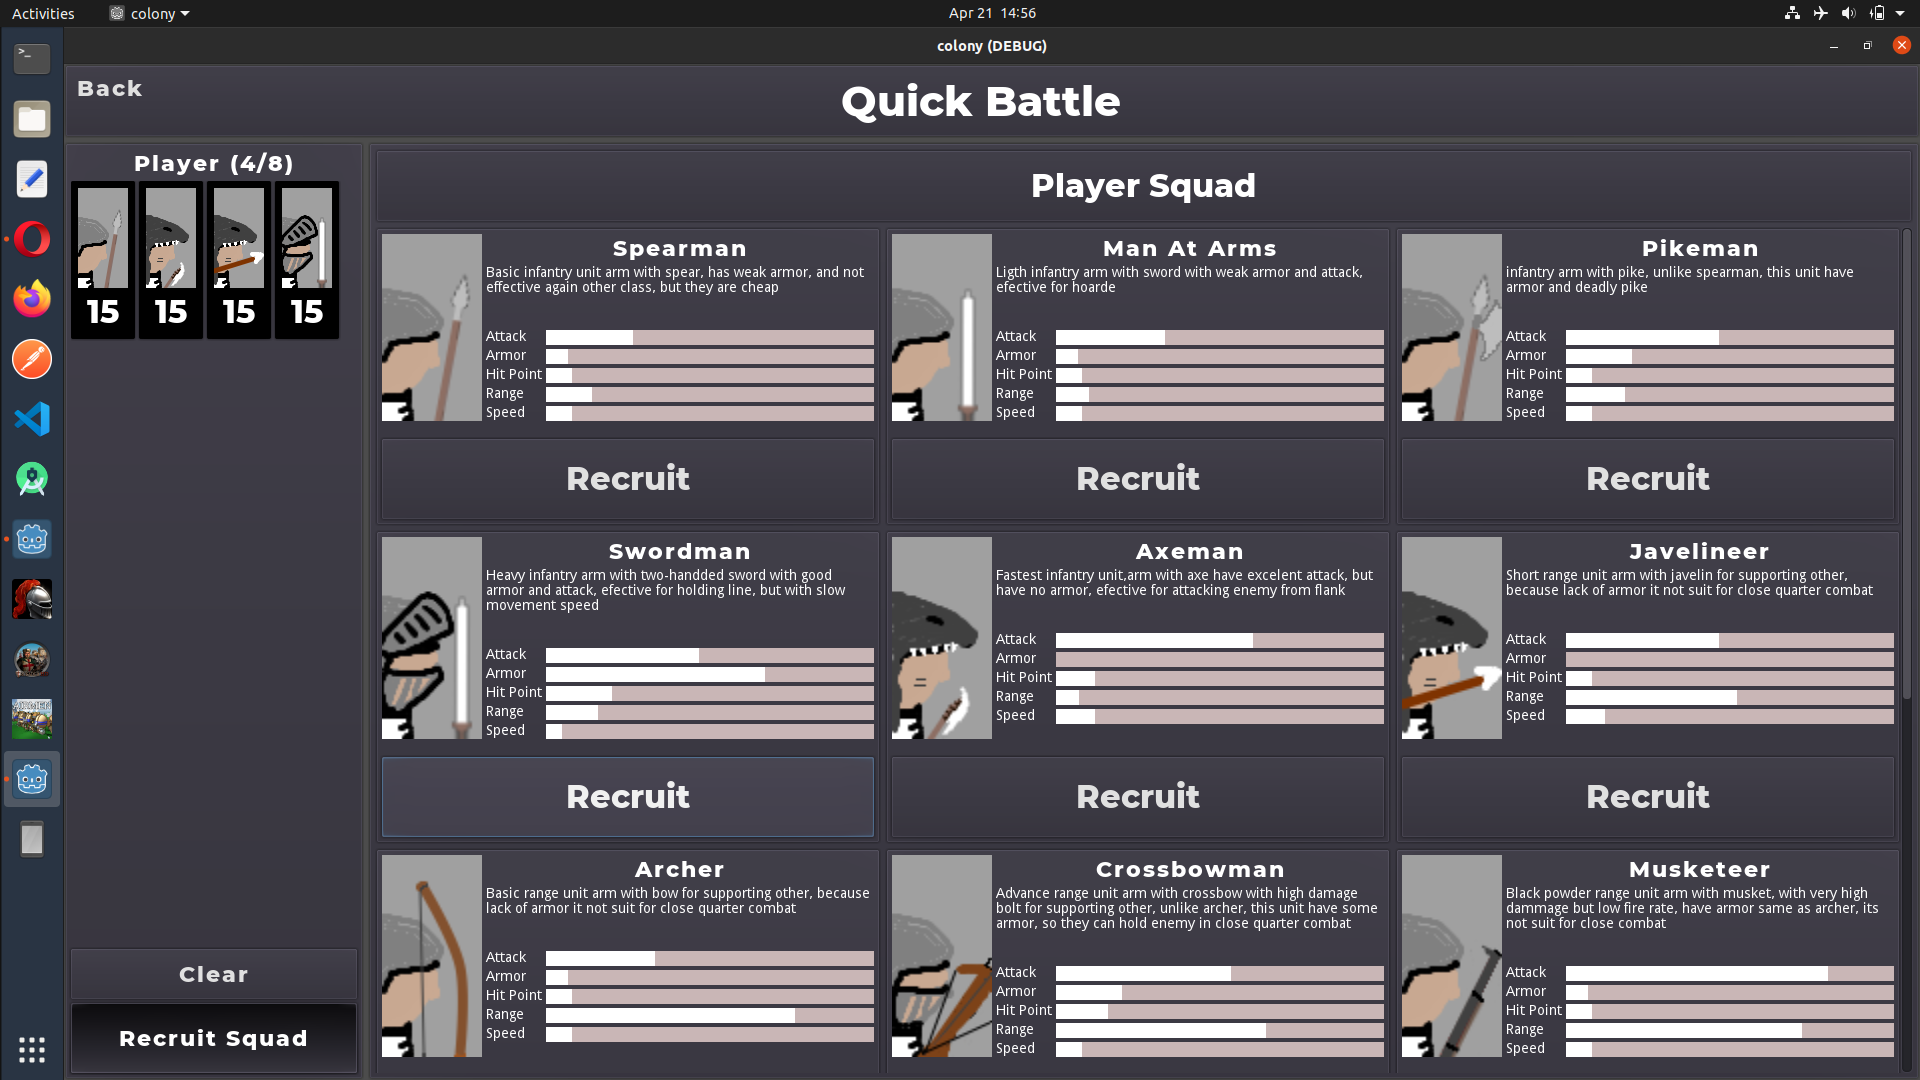 Activities
colony
Apr 21 14:56
colony (DEBUG)
Back
Quick Battle
Player (4/8)
15
15
15
15
Player Squad
Spearman
Basic infantry unit arm with spear, has weak armor, and not
effective again other class, but they are cheap
Attack
Armor
Hit Point
Range
Speed
Recruit
Man At Arms
Ligth infantry arm with sword with weak armor and attack,
efective for hoarde
Attack
Armor
Hit Point
Range
Speed
Recruit
Pikeman
infantry arm with pike, unlike spearman, this unit have
armor and deadly pike
Attack
Armor
Hit Point
Range
Speed
Recruit
Swordman
Heavy infantry arm with two-handded sword with good
armor and attack, efective for holding line, but with slow
movement speed
Attack
Armor
Hit Point
Range
Speed
Recruit
Axeman
Fastest infantry unit,arm with axe have excelent attack, but
have no armor, efective for attacking enemy from flank
Attack
Armor
Hit Point
Range
Speed
Recruit
Javelineer
Short range unit arm with javelin for supporting other,
because lack of armor it not suit for close quarter combat
Attack
Armor
Hit Point
Range
Speed
Recruit
Archer
Basic range unit arm with bow for supporting other, because
lack of armor it not suit for close quarter combat
Attack
Armor
Hit Point
Range
Speed
Crossbowman
Advance range unit arm with crossbow with high damage
bolt for supporting other, unlike archer, this unit have some
armor, so they can hold enemy in close quarter combat
Attack
Armor
Hit Point
Range
Speed
Musketeer
Black powder range unit arm with musket, with very high
dammage but low fire rate, have armor same as archer, its
not suit for close combat
Attack
Armor
Hit Point
Range
Speed
Clear
Recruit Squad